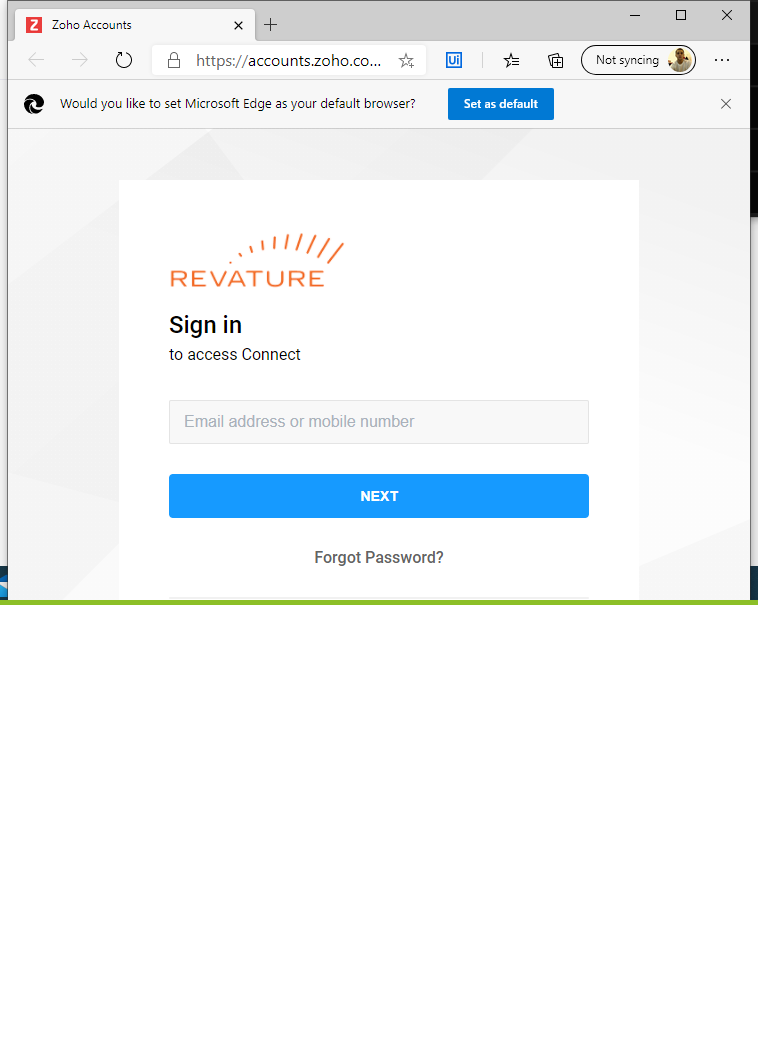 Zoho Accounts
https://accounts.zoho.co...
Ui
Not syncing
Would you like to set Microsoft Edge as your default browser?
Set as default
REVATURE
Sign in
to access Connect
Email address or mobile number
NEXT
Forgot Password?